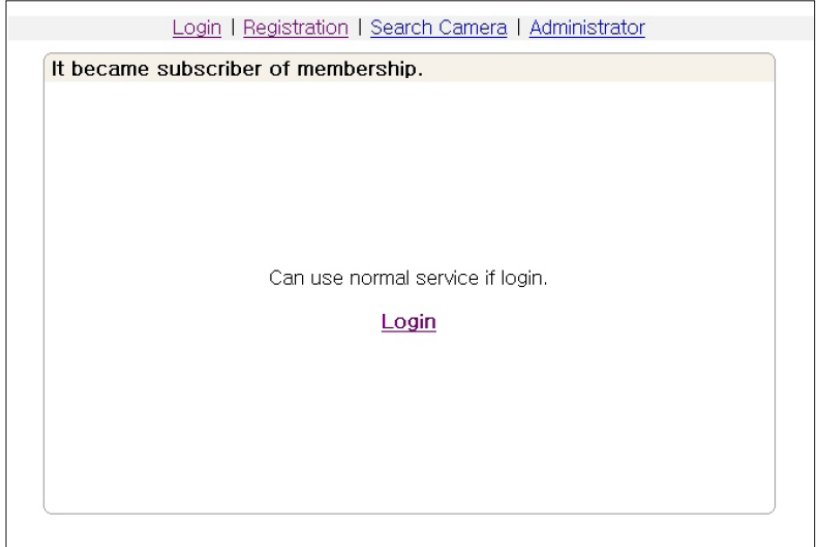 Login | Registration | Search Camera | Administrator
It became subscriber of membership.
Can use normal service if login.
Login